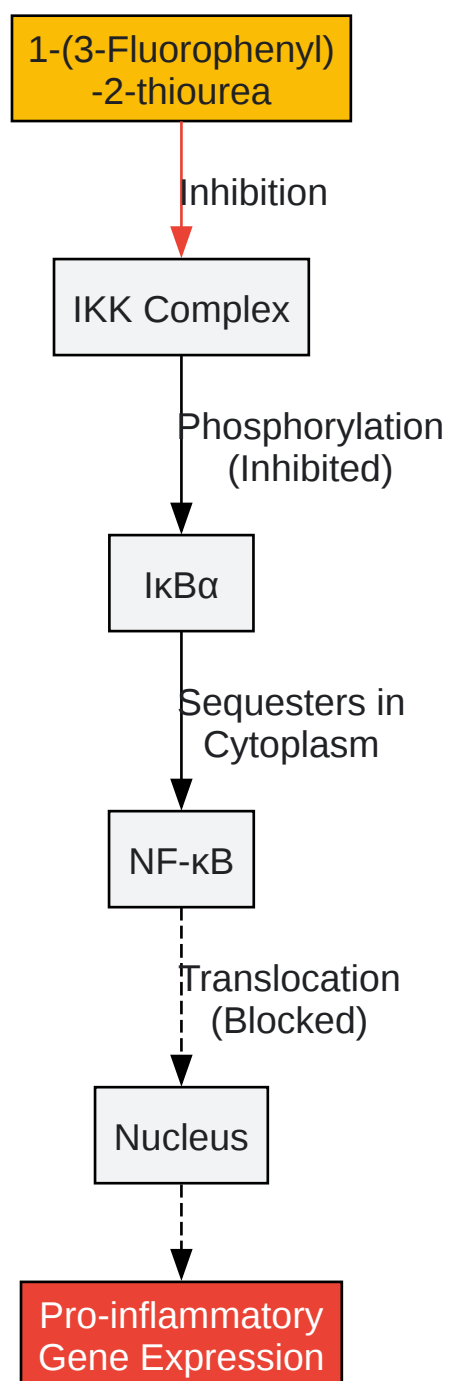 1-(3-Fluorophenyl)
-2-thiourea
Inhibition
IKK Complex
Phosphorylation
(Inhibited)
IκBα
Sequesters in
Cytoplasm
NF-κB
Translocation
(Blocked)
Nucleus
Pro-inflammatory
Gene Expression